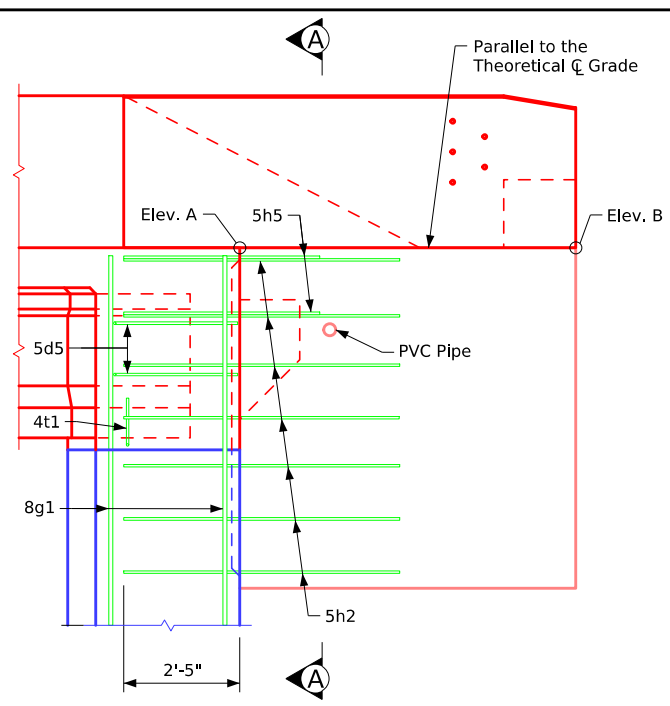 A
Parallel to the
Theoretical ℄ Grade
Elev. A
5h5
Elev. B
5d5
PVC Pipe
4t1
8g1
5h2
2'-5"
A